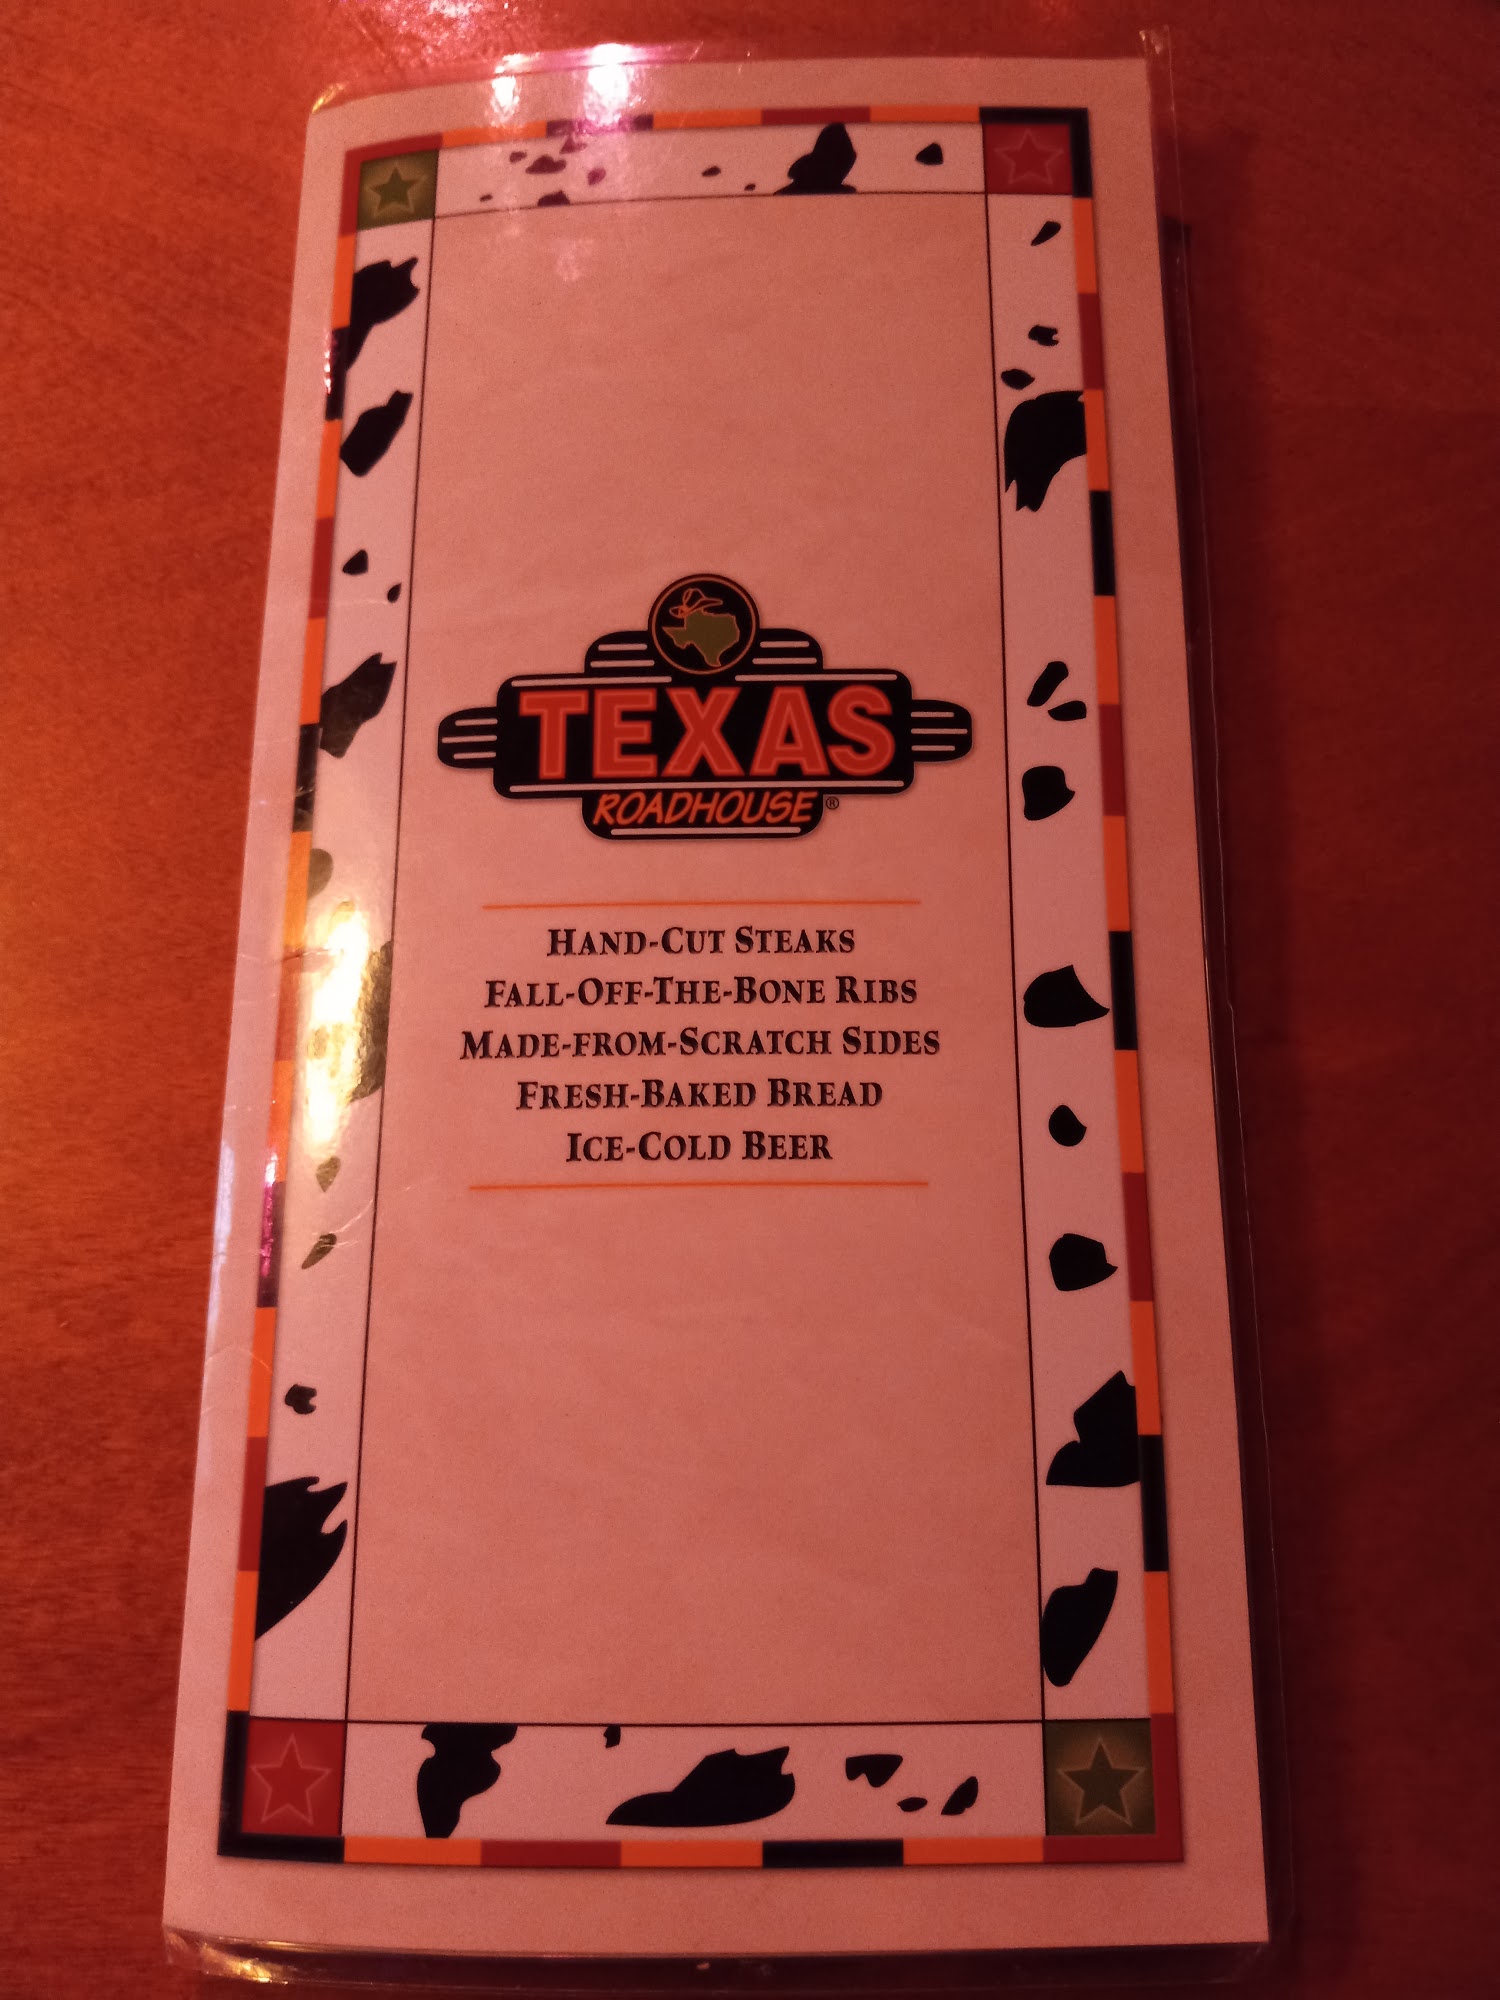 TEXAS
ROADHOUSE®
HAND-CUT STEAKS
FALL-OFF-THE-BONE RIBS
MADE-FROM-SCRATCH SIDES
FRESH-BAKED BREAD
ICE-COLD BEER